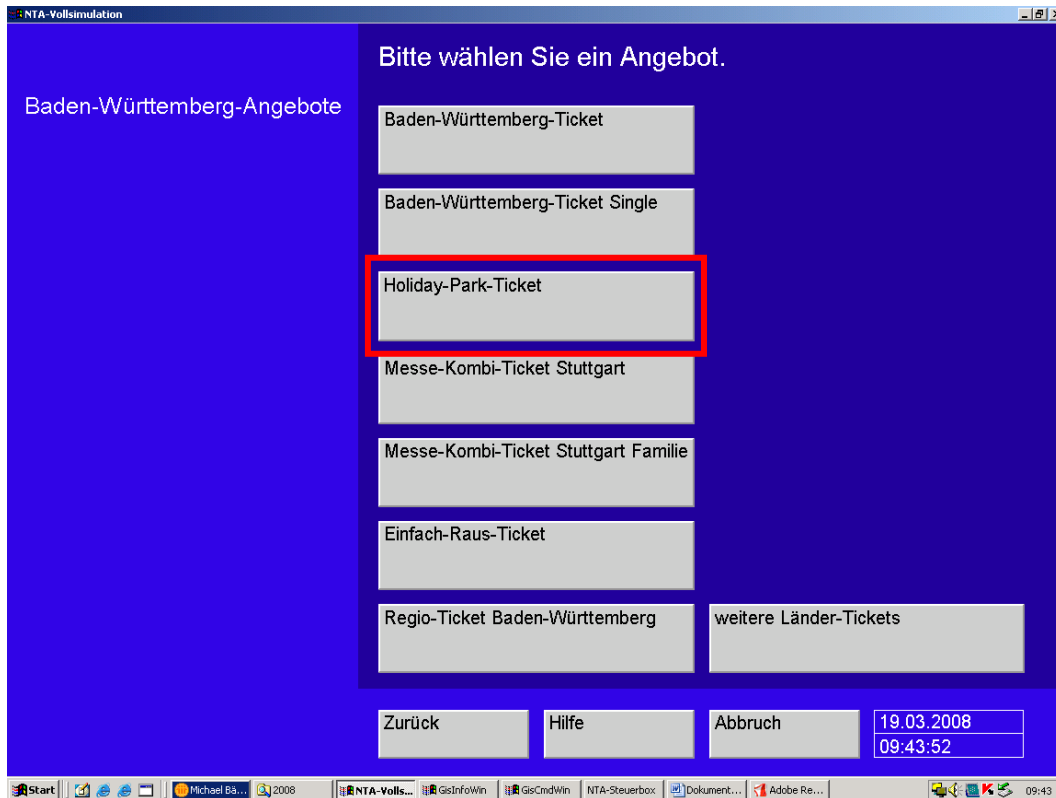 NTA-Vollsimulation
Bitte wählen Sie ein Angebot.
Baden-Württemberg-Angebote
Baden-Württemberg-Ticket
Baden-Württemberg-Ticket Single
Holiday-Park-Ticket
Messe-Kombi-Ticket Stuttgart
Messe-Kombi-Ticket Stuttgart Familie
Einfach-Raus-Ticket
Regio-Ticket Baden-Württemberg
weitere Länder-Tickets
Zurück
Hilfe
Abbruch
19.03.2008
09:43:52
Start
Michael Bä...
2008
NTA-Volls...
GisInfoWin
GisCmdWin
NTA-Steuerbox
Dokument...
Adobe Re...
09:43